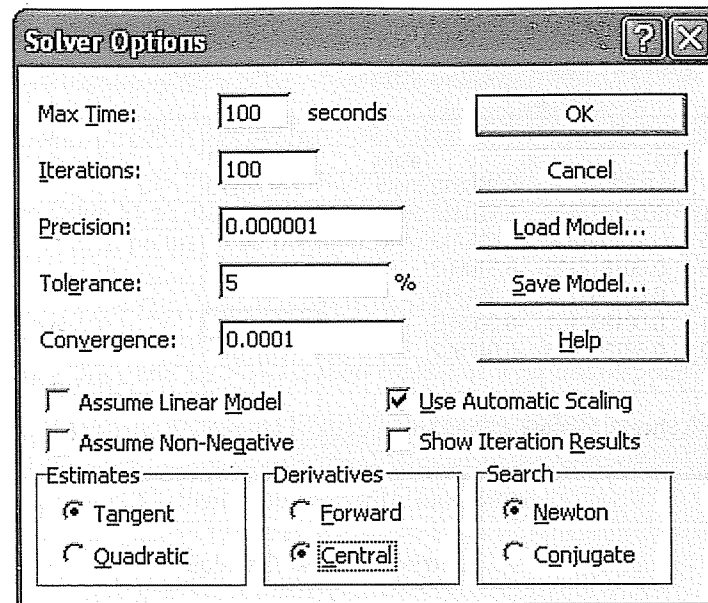 Solver Options
Max Time: 100 seconds OK
Iterations: 100 Cancel
Precision: 0.000001 Load Model...
Tolerance: 5 % Save Model...
Convergence: 0.0001 Help
Assume Linear Model Use Automatic Scaling
Assume Non-Negative Show Iteration Results
Estimates Derivatives Search
Tangent Forward Newton
Quadratic Central Conjugate